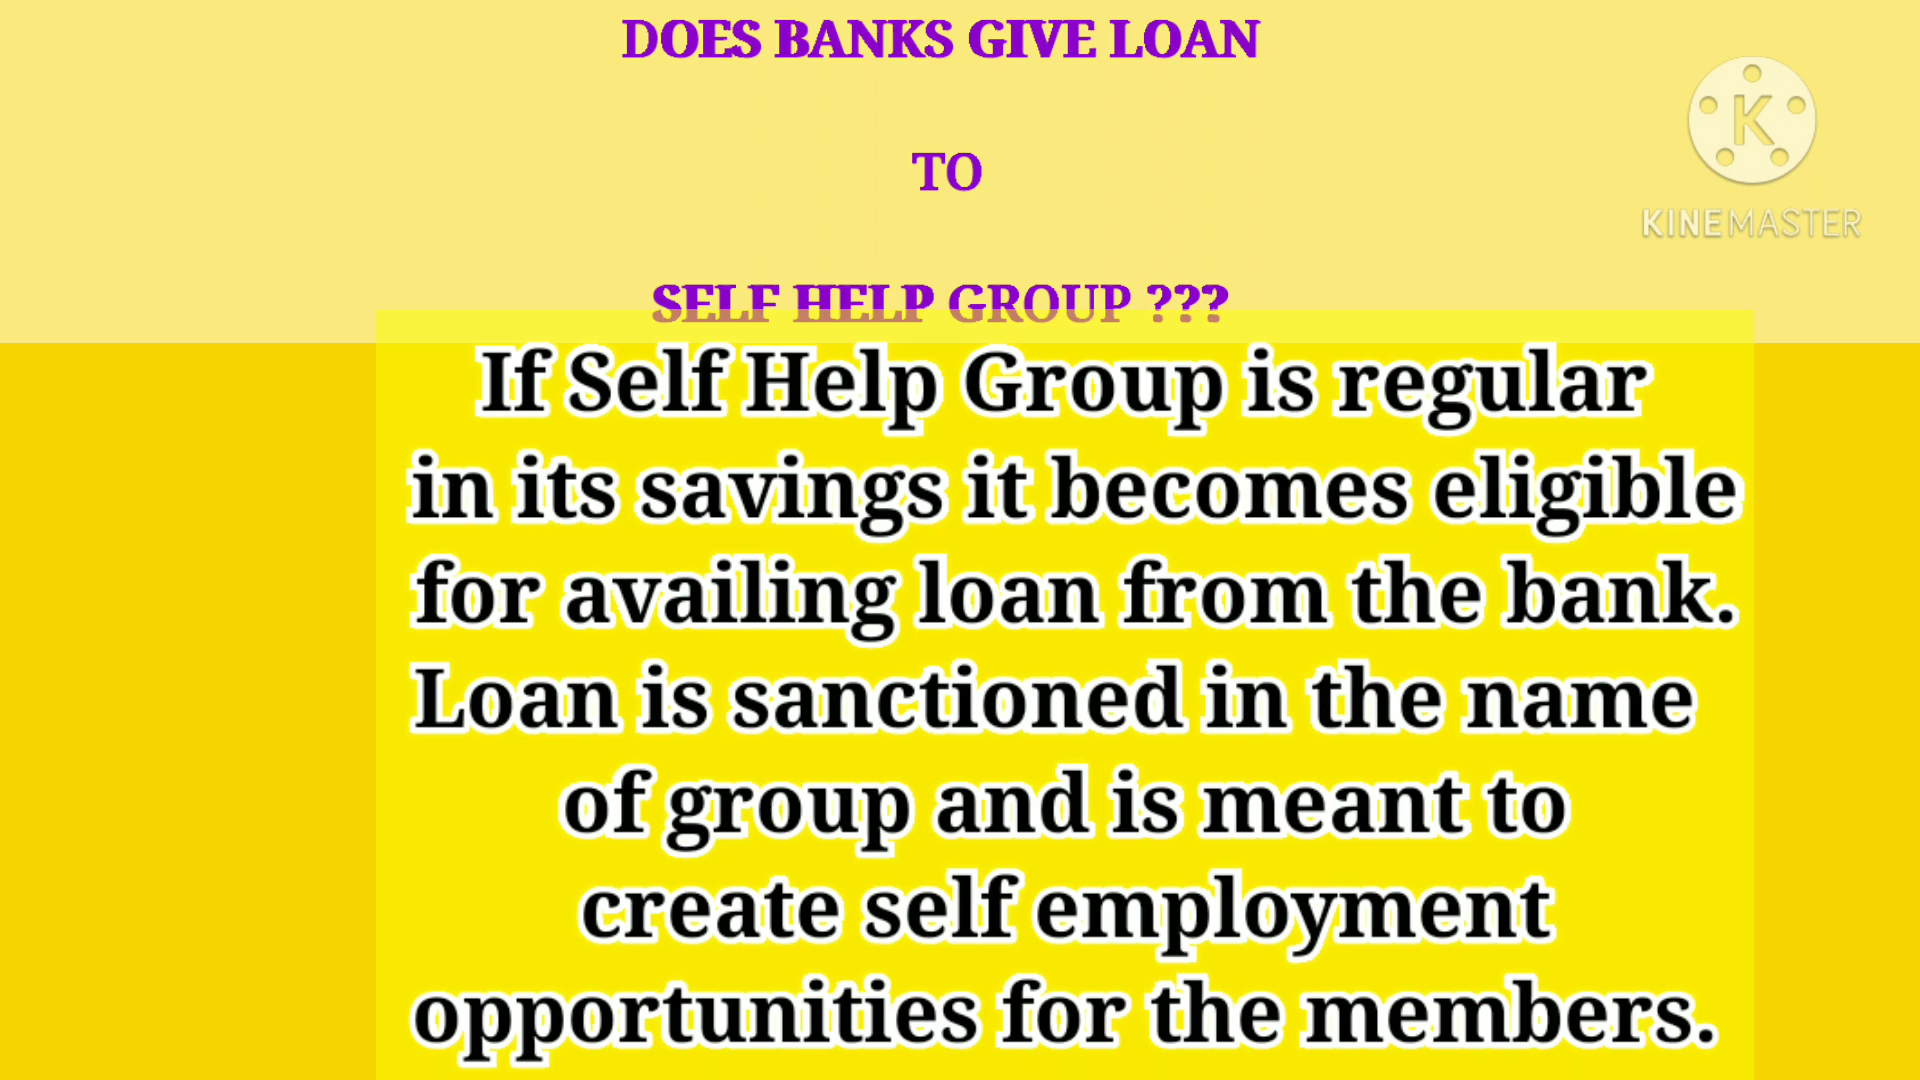 DOES BANKS GIVE LOAN
TO
SELF HELP GROUP ???
K
KINEMASTER
If Self Help Group is regular
in its savings it becomes eligible
for availing loan from the bank.
Loan is sanctioned in the name
of group and is meant to
create self employment
opportunities for the members.